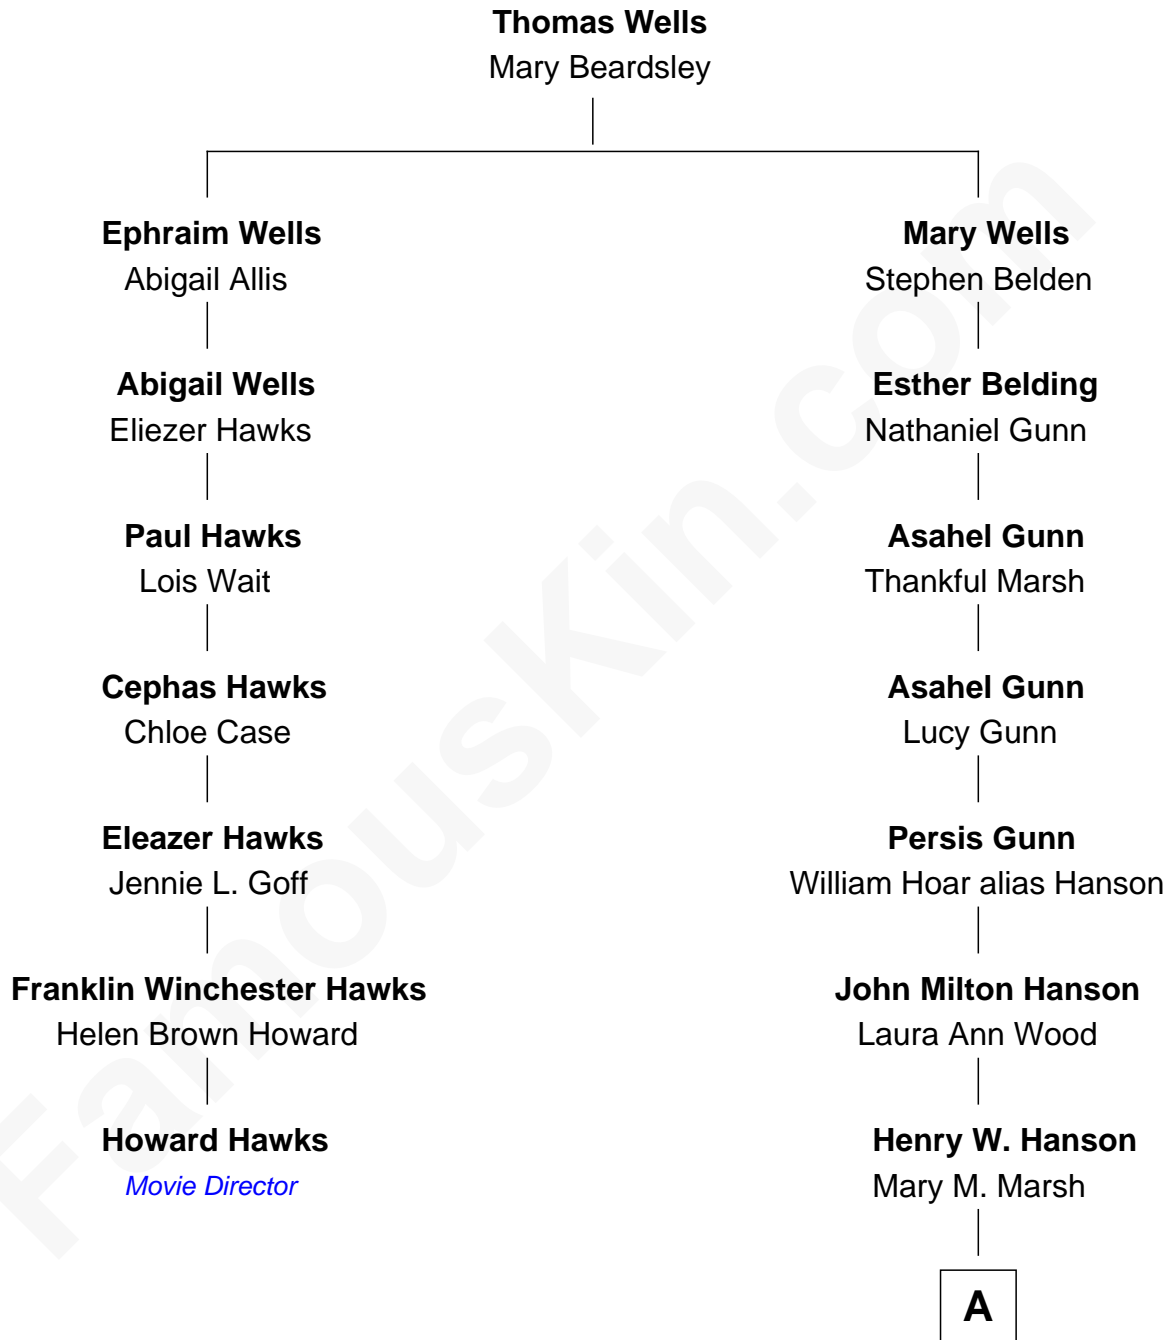 Thomas Wells
Mary Beardsley
Ephraim Wells
Abigail Allis
Mary Wells
Stephen Belden
Abigail Wells
Eliezer Hawks
Esther Belding
Nathaniel Gunn
Paul Hawks
Lois Wait
Asahel Gunn
Thankful Marsh
Cephas Hawks
Chloe Case
Asahel Gunn
Lucy Gunn
Eleazer Hawks
Jennie L. Goff
Persis Gunn
William Hoar alias Hanson
Franklin Winchester Hawks
Helen Brown Howard
John Milton Hanson
Laura Ann Wood
Howard Hawks
Movie Director
Henry W. Hanson
Mary M. Marsh
A
FamousKin.com